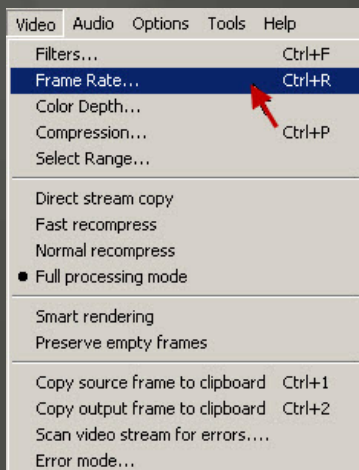 Video Audio Options Tools Help
Filters... Ctrl+F
Frame Rate... Ctrl+R
Color Depth...
Compression... Ctrl+P
Select Range...
Direct stream copy
Fast recompress
Normal recompress
Full processing mode
Smart rendering
Preserve empty frames
Copy source frame to clipboard Ctrl+1
Copy output frame to clipboard Ctrl+2
Scan video stream for errors....
Error mode...